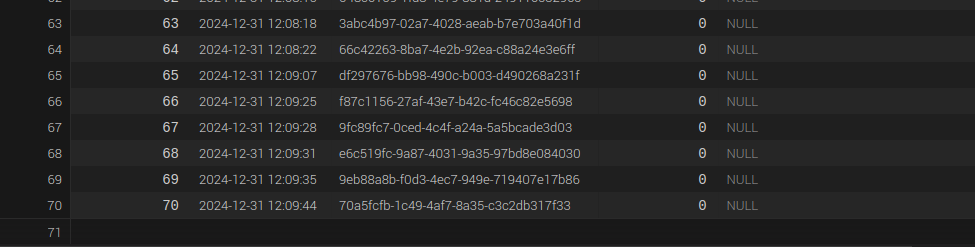 63 63 2024-12-31 12:08:18 3abc4b97-02a7-4028-aeab-b7e703a40f1d 0 NULL
64 64 2024-12-31 12:08:22 66c42263-8ba7-4e2b-92ea-c88a24e3e6ff 0 NULL
65 65 2024-12-31 12:09:07 df297676-bb98-490c-b003-d490268a231f 0 NULL
66 66 2024-12-31 12:09:25 f87c1156-27af-43e7-b42c-fc46c82e5698 0 NULL
67 67 2024-12-31 12:09:28 9fc89fc7-0ced-4c4f-a24a-5a5bcade3d03 0 NULL
68 68 2024-12-31 12:09:31 e6c519fc-9a87-4031-9a35-97bd8e084030 0 NULL
69 69 2024-12-31 12:09:35 9eb88a8b-f0d3-4ec7-949e-719407e17b86 0 NULL
70 70 2024-12-31 12:09:44 70a5fcfb-1c49-4af7-8a35-c3c2db317f33 0 NULL
71